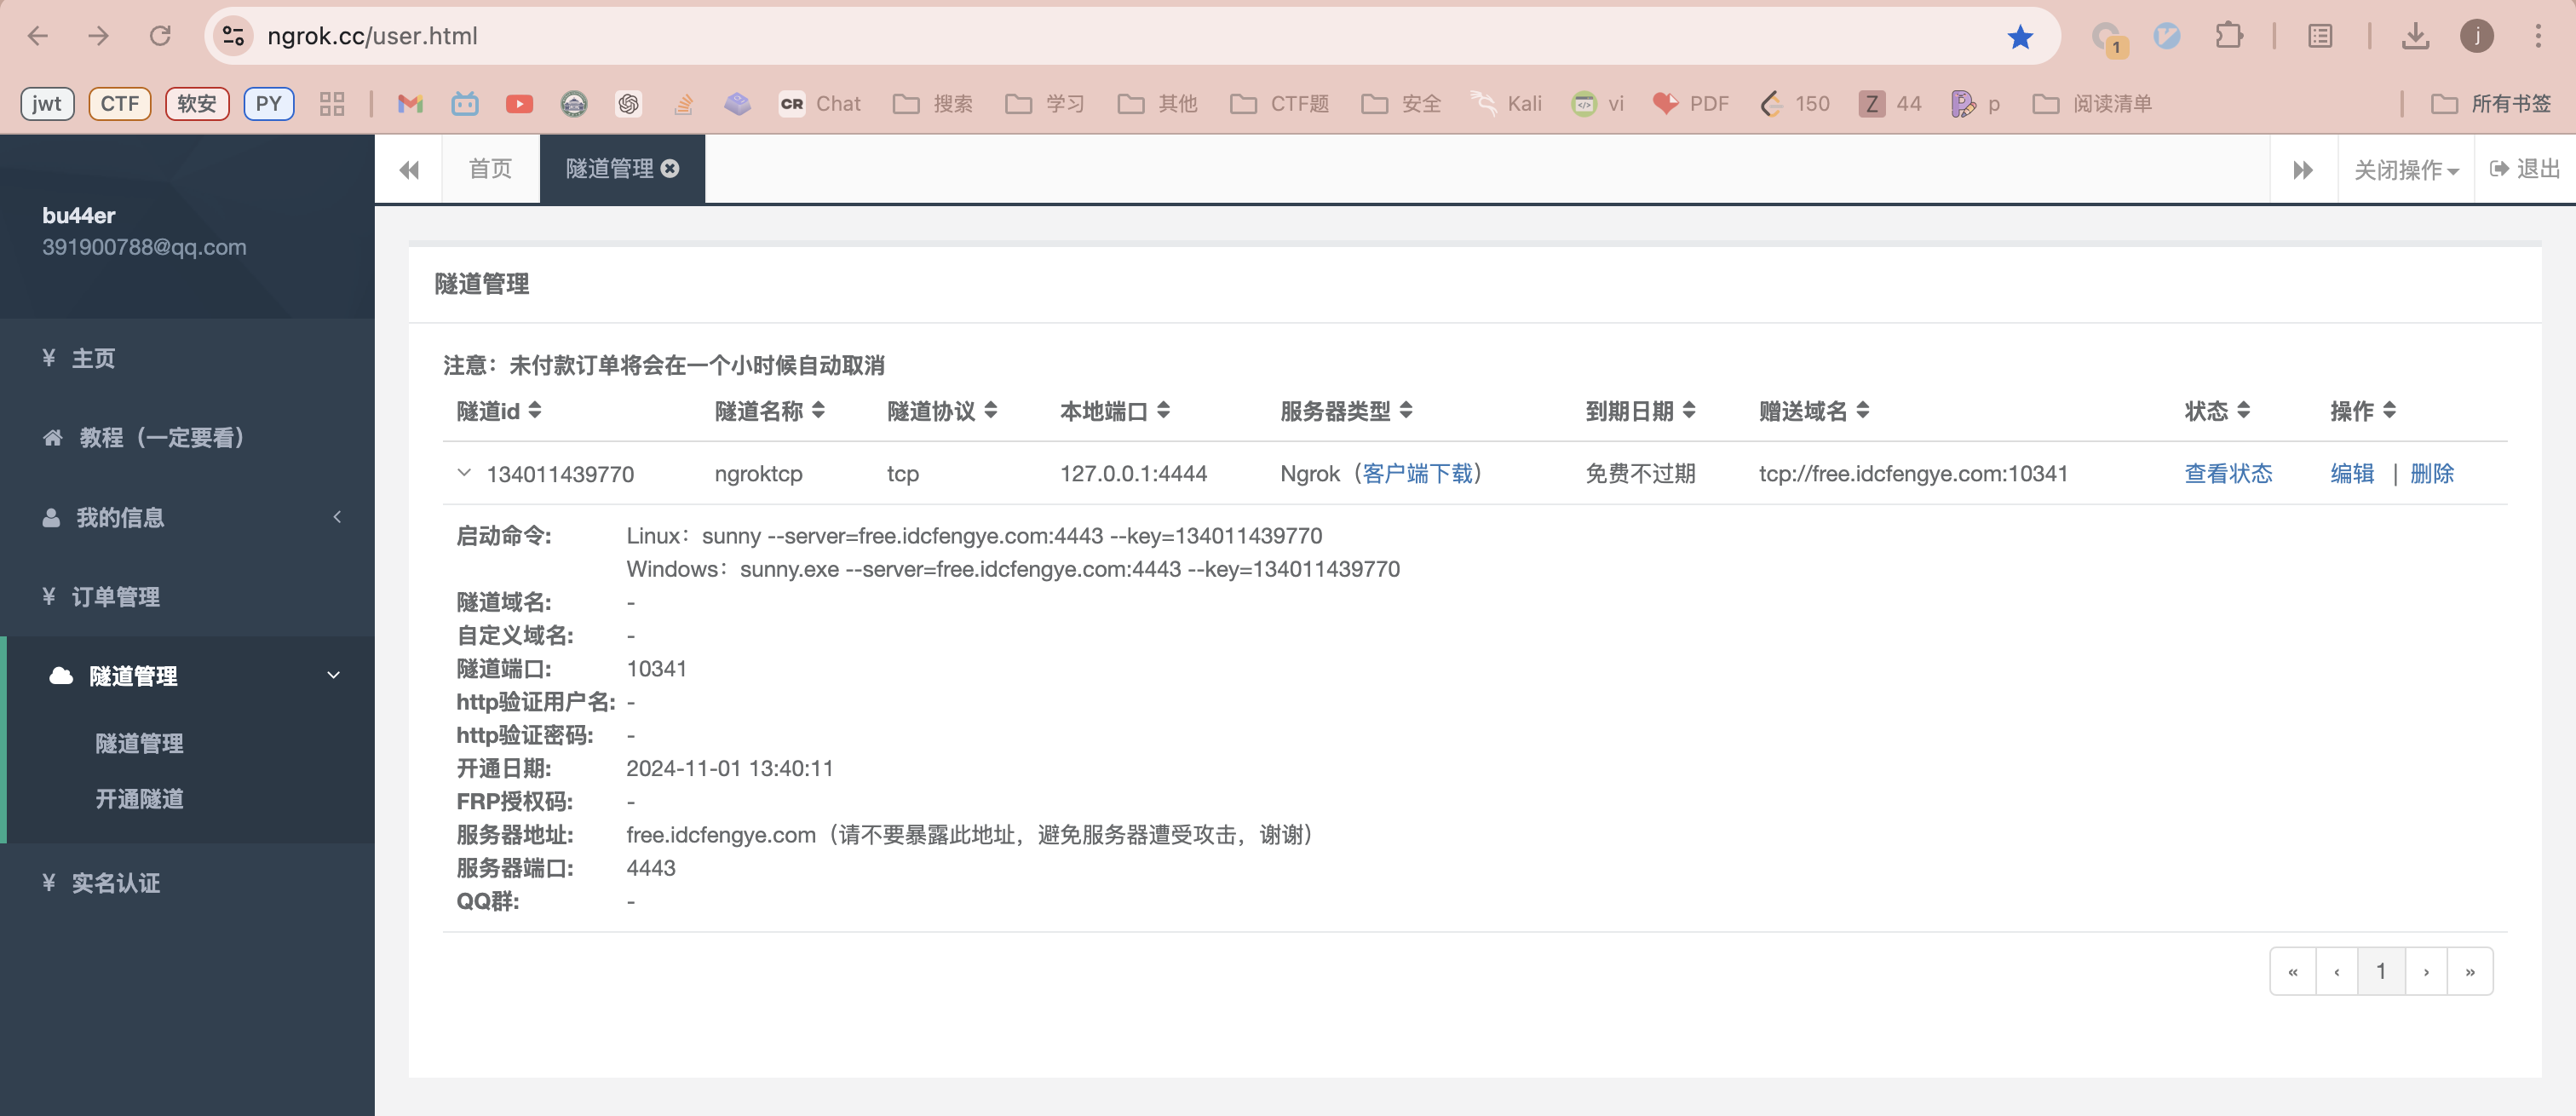 ngrok.cc/user.html
1
j
jwt CTF 软安 PY CR Chat 搜索 学习 其他 CTF题 安全 Kali vi PDF 150 Z 44 p 阅读清单 所有书签
首页 隧道管理 关闭操作 退出
bu44er
391900788@qq.com
¥ 主页
教程（一定要看）
我的信息
¥ 订单管理
隧道管理
隧道管理
开通隧道
¥ 实名认证
隧道管理
注意：未付款订单将会在一个小时候自动取消
隧道id 隧道名称 隧道协议 本地端口 服务器类型 到期日期 赠送域名 状态 操作
134011439770 ngroktcp tcp 127.0.0.1:4444 Ngrok（客户端下载） 免费不过期 tcp://free.idcfengye.com:10341 查看状态 编辑 | 删除
启动命令: Linux：sunny --server=free.idcfengye.com:4443 --key=134011439770
Windows：sunny.exe --server=free.idcfengye.com:4443 --key=134011439770
隧道域名: -
自定义域名: -
隧道端口: 10341
http验证用户名: -
http验证密码: -
开通日期: 2024-11-01 13:40:11
FRP授权码: -
服务器地址: free.idcfengye.com（请不要暴露此地址，避免服务器遭受攻击，谢谢）
服务器端口: 4443
QQ群: -
« ‹ 1 › »